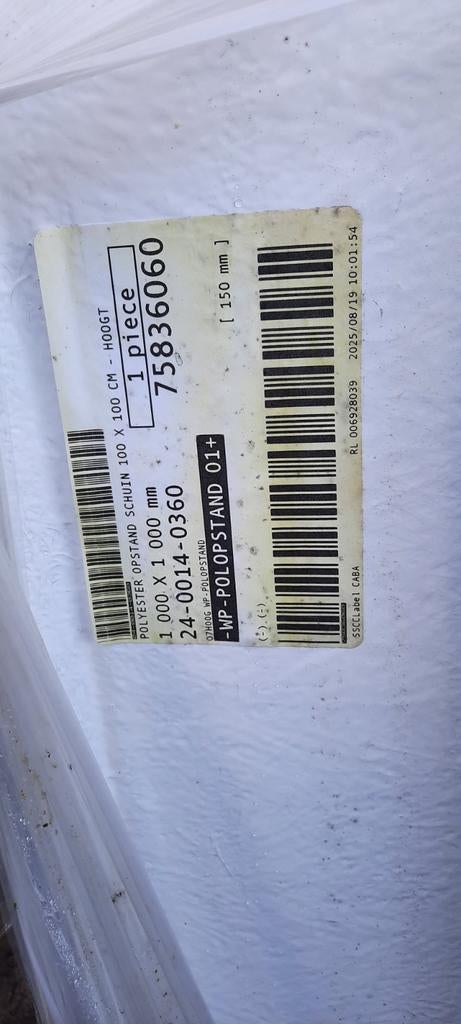 POLYESTER OPSTAND SCHUIN 100 X 100 CM - HOOGT
1 000 X 1 000 mm
1 piece
24-0014-0360
75836060
07HOOG WP-POLOPSTAND
-WP-POLOPSTAND 01+
[ 150 mm ]
(-).(-)
SSCCLabel CABA
RL 006928039
2025/08/19 10:01:54